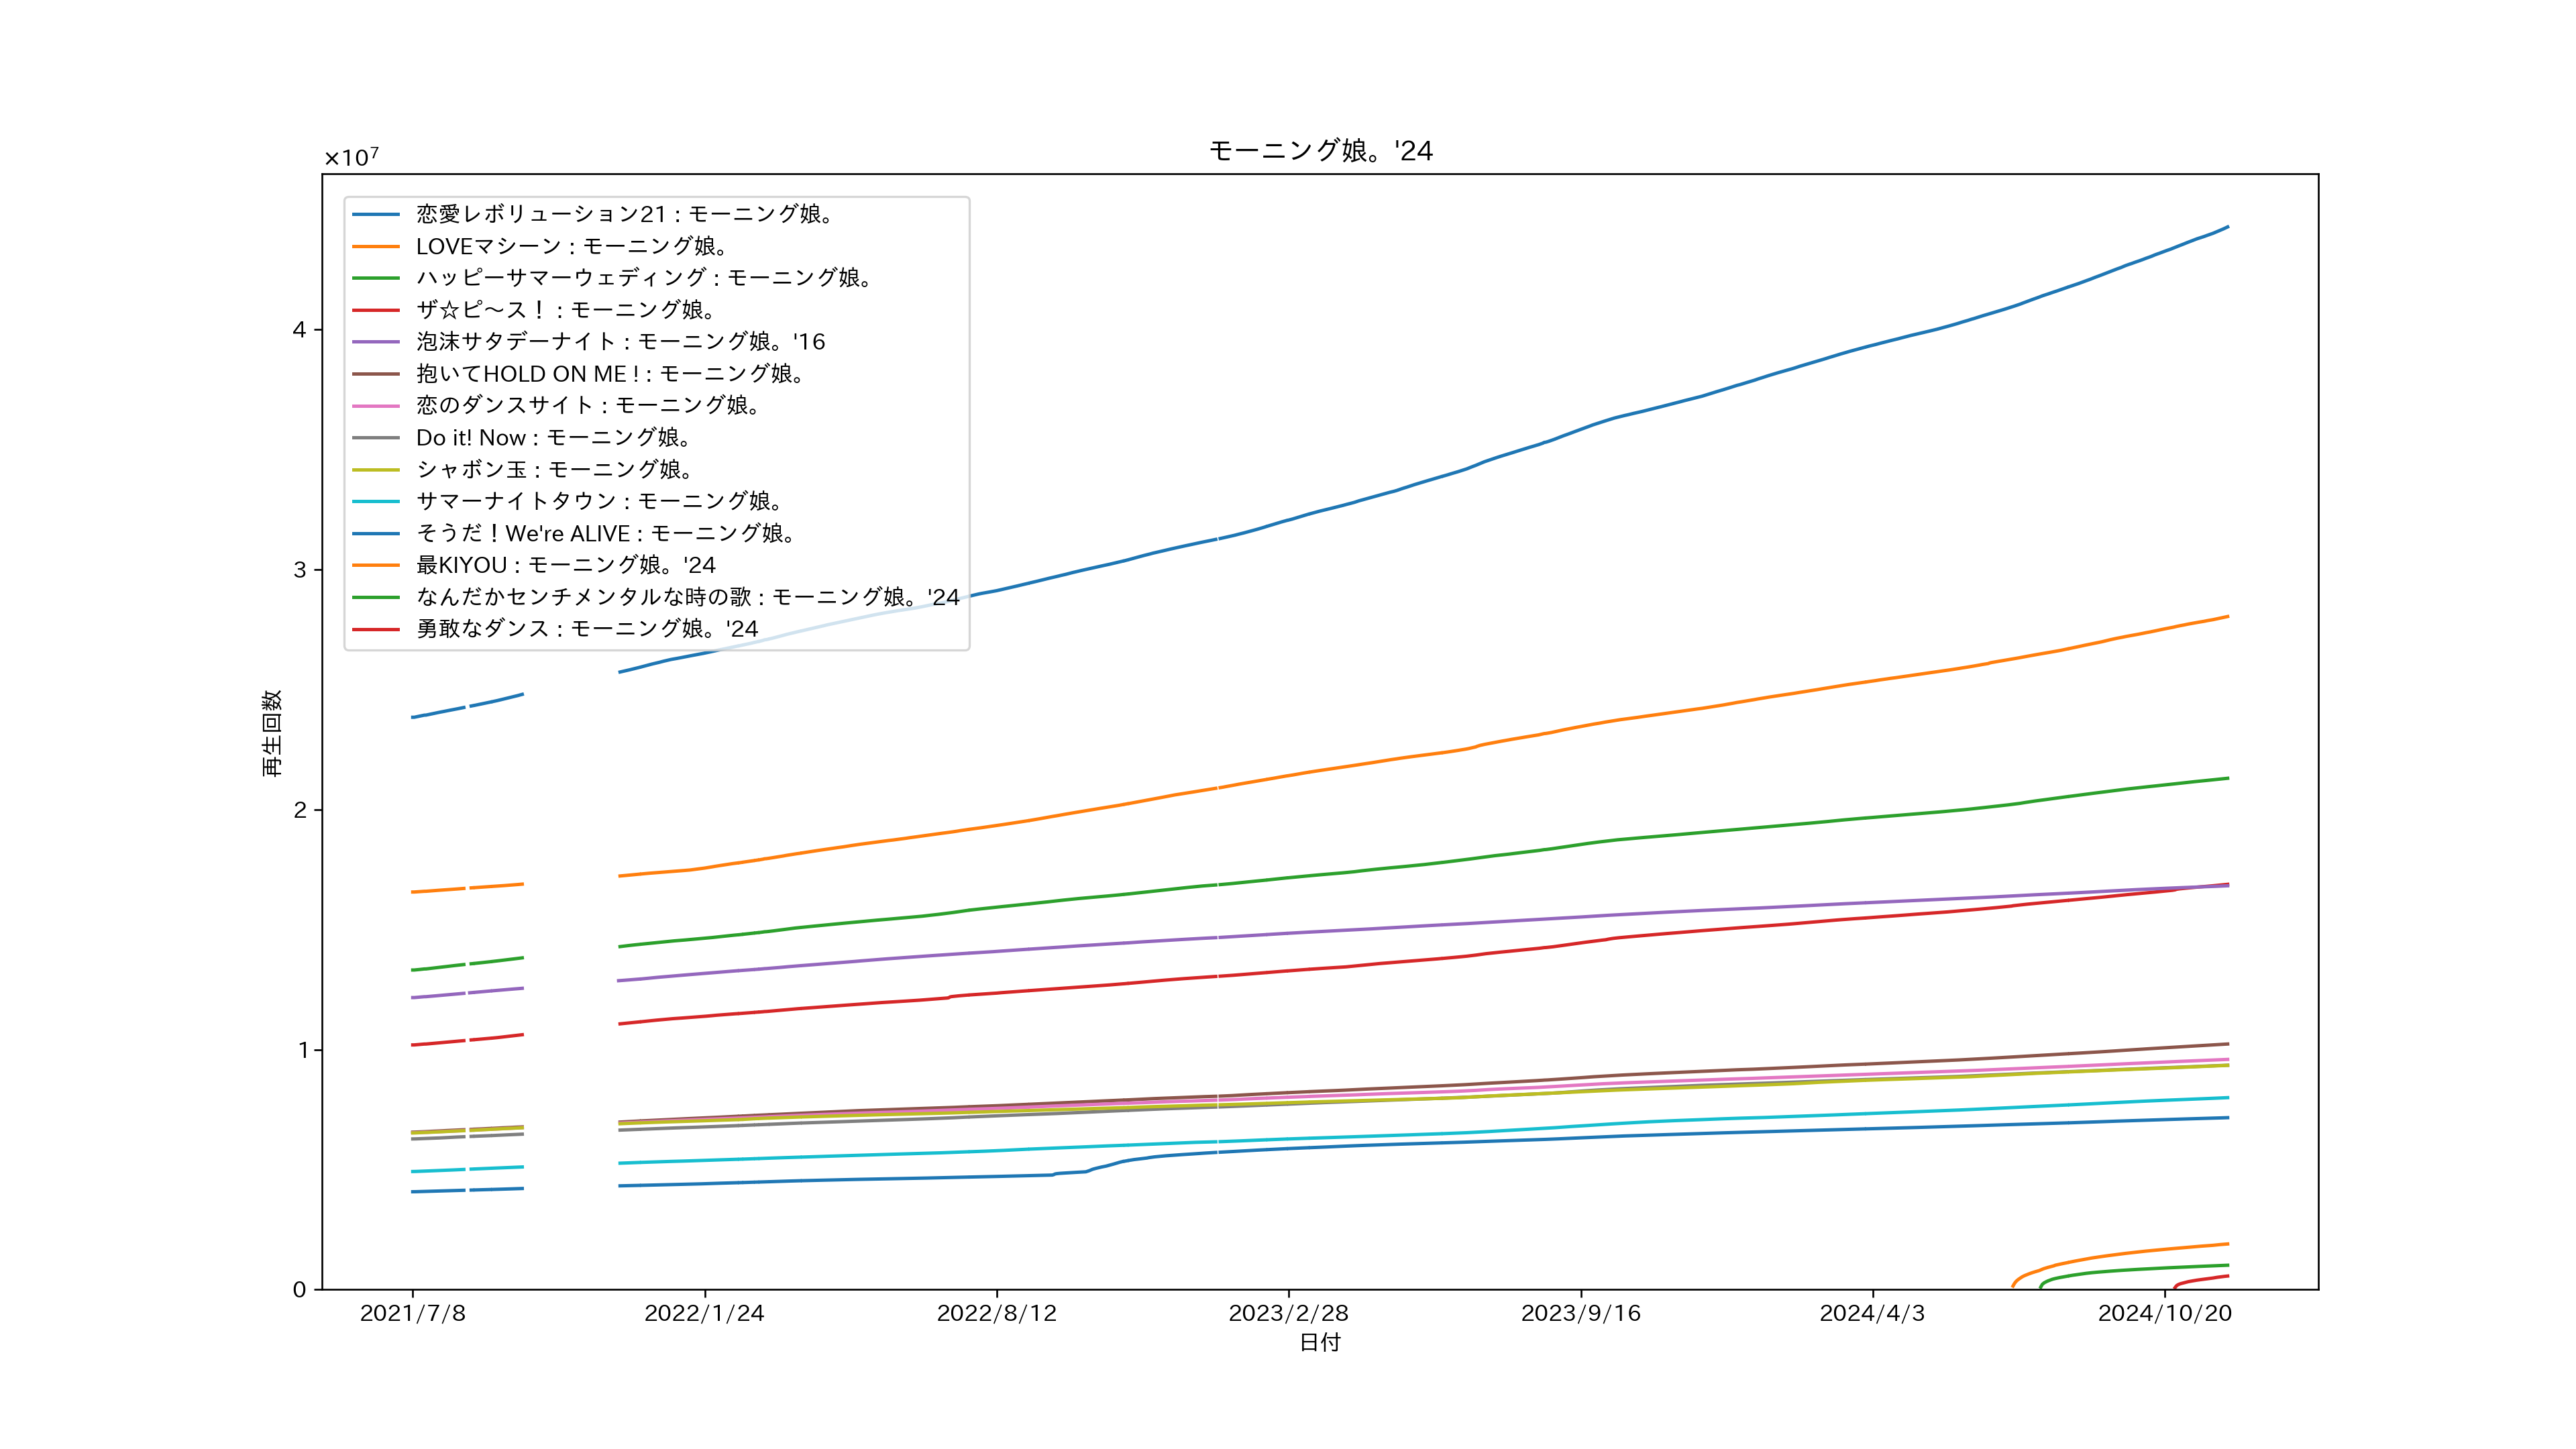 モーニング娘。'24
×10⁷
恋愛レボリューション21 : モーニング娘。
LOVEマシーン : モーニング娘。
ハッピーサマーウェディング : モーニング娘。
ザ☆ピ〜ス！ : モーニング娘。
泡沫サタデーナイト : モーニング娘。'16
抱いてHOLD ON ME ! : モーニング娘。
恋のダンスサイト : モーニング娘。
Do it! Now : モーニング娘。
シャボン玉 : モーニング娘。
サマーナイトタウン : モーニング娘。
そうだ！We're ALIVE : モーニング娘。
最KIYOU : モーニング娘。'24
なんだかセンチメンタルな時の歌 : モーニング娘。'24
勇敢なダンス : モーニング娘。'24
4
3
2
1
0
再生回数
2021/7/8
2022/1/24
2022/8/12
2023/2/28
2023/9/16
2024/4/3
2024/10/20
日付